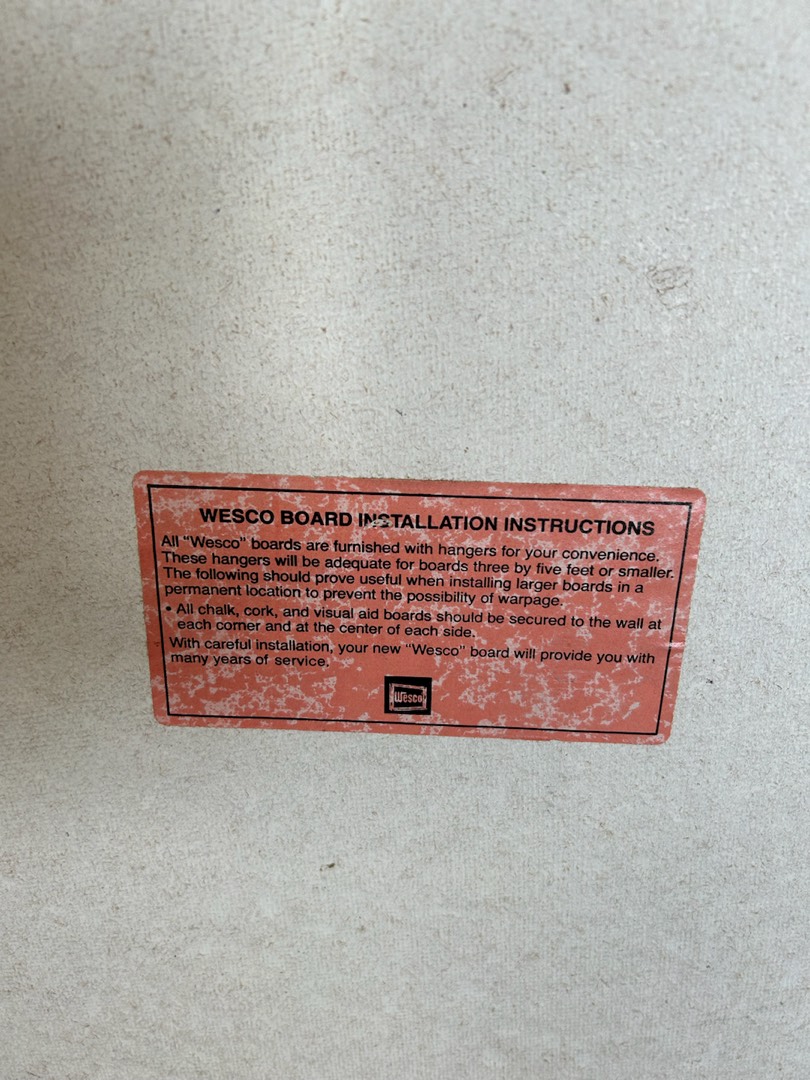 WESCO BOARD INSTALLATION INSTRUCTIONS
All "Wesco" boards are furnished with hangers for your convenience.
These hangers will be adequate for boards three by five feet or smaller.
The following should prove useful when installing larger boards in a
permanent location to prevent the possibility of warpage.
• All chalk, cork, and visual aid boards should be secured to the wall at
each corner and at the center of each side.
With careful installation, your new "Wesco" board will provide you with
many years of service.
Wesco